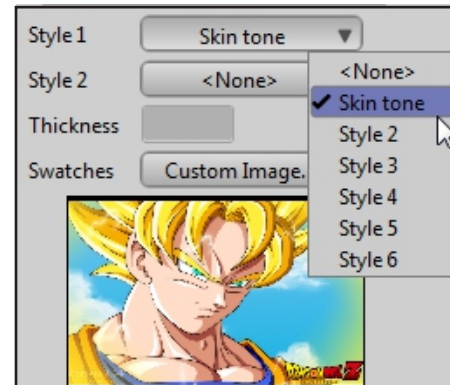 Style 1 Skin tone
Style 2 <None>
Thickness
Swatches Custom Image.
<None>
Skin tone
Style 2
Style 3
Style 4
Style 5
Style 6